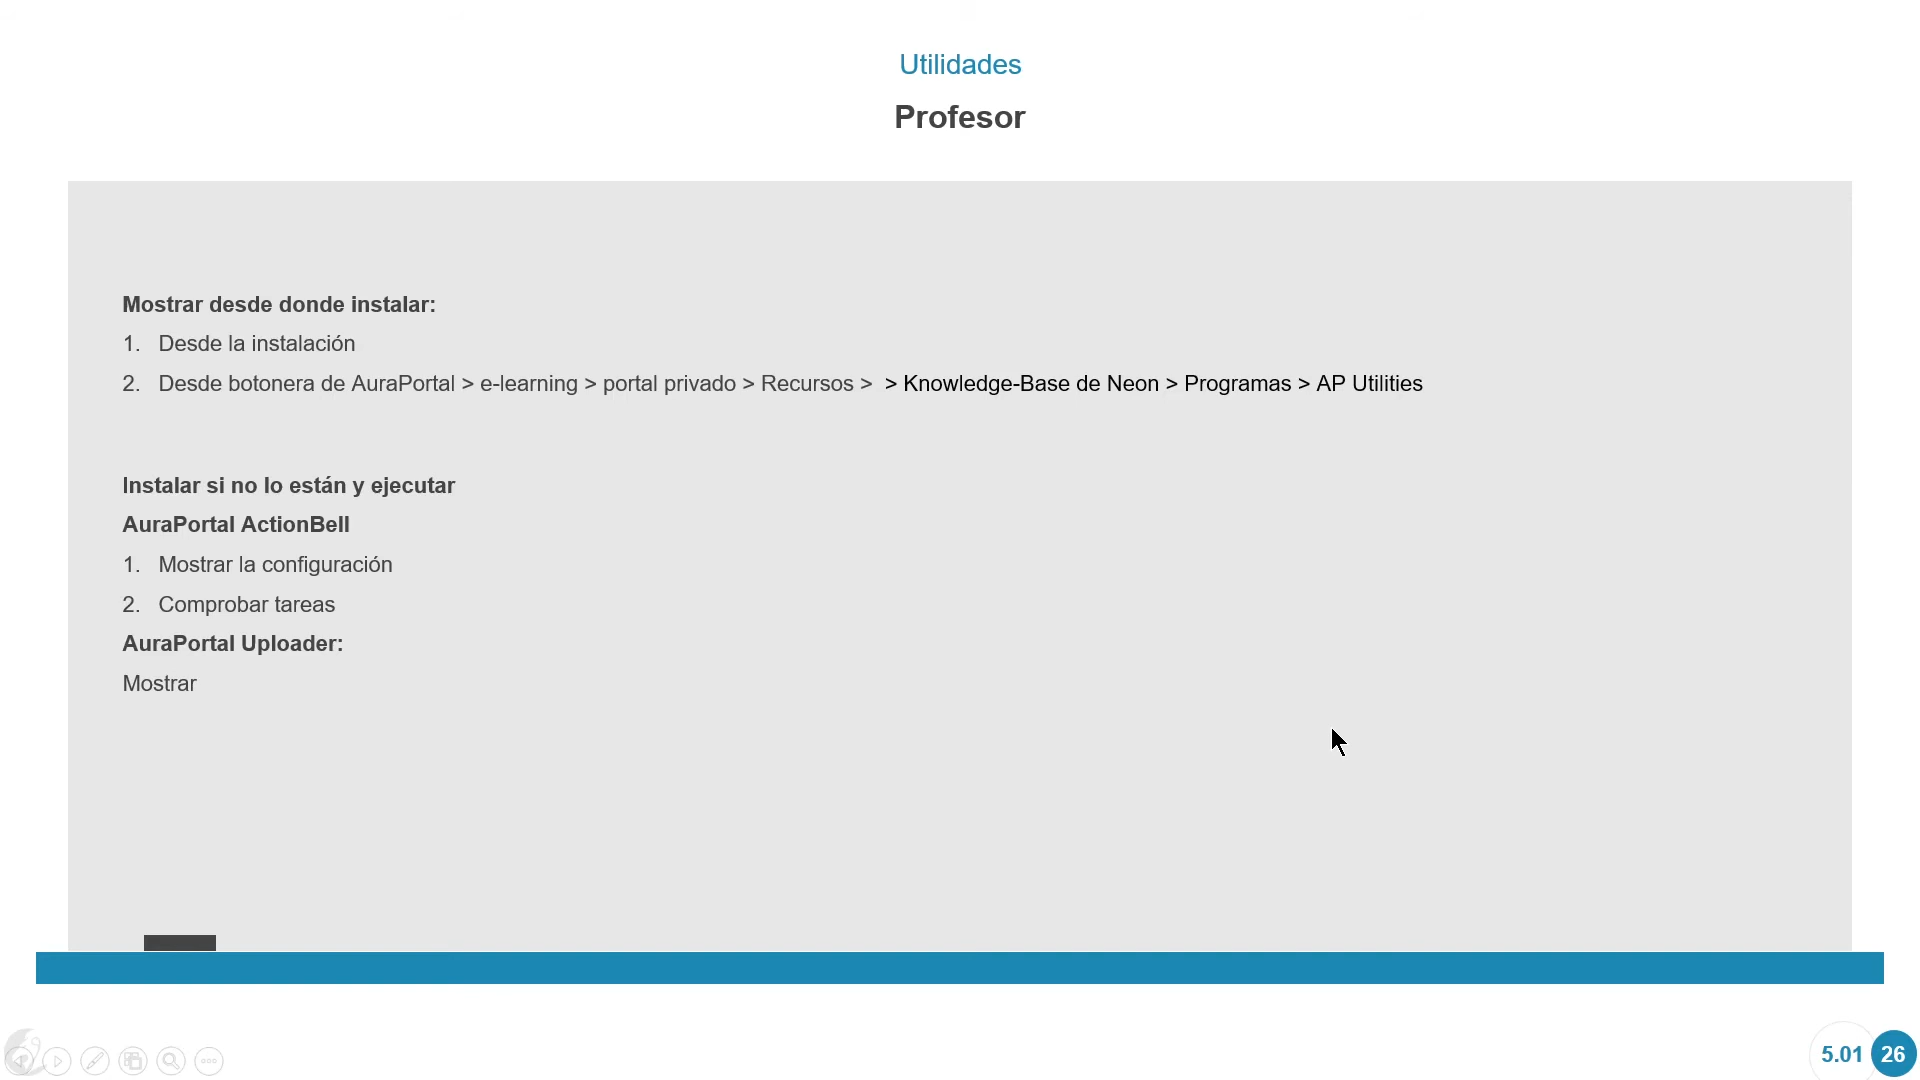 Utilidades
Profesor
Mostrar desde donde instalar:
1. Desde la instalación
2. Desde botonera de AuraPortal > e-learning > portal privado > Recursos > > Knowledge-Base de Neon > Programas > AP Utilities
Instalar si no lo están y ejecutar
AuraPortal ActionBell
1. Mostrar la configuración
2. Comprobar tareas
AuraPortal Uploader:
Mostrar
5.01 26